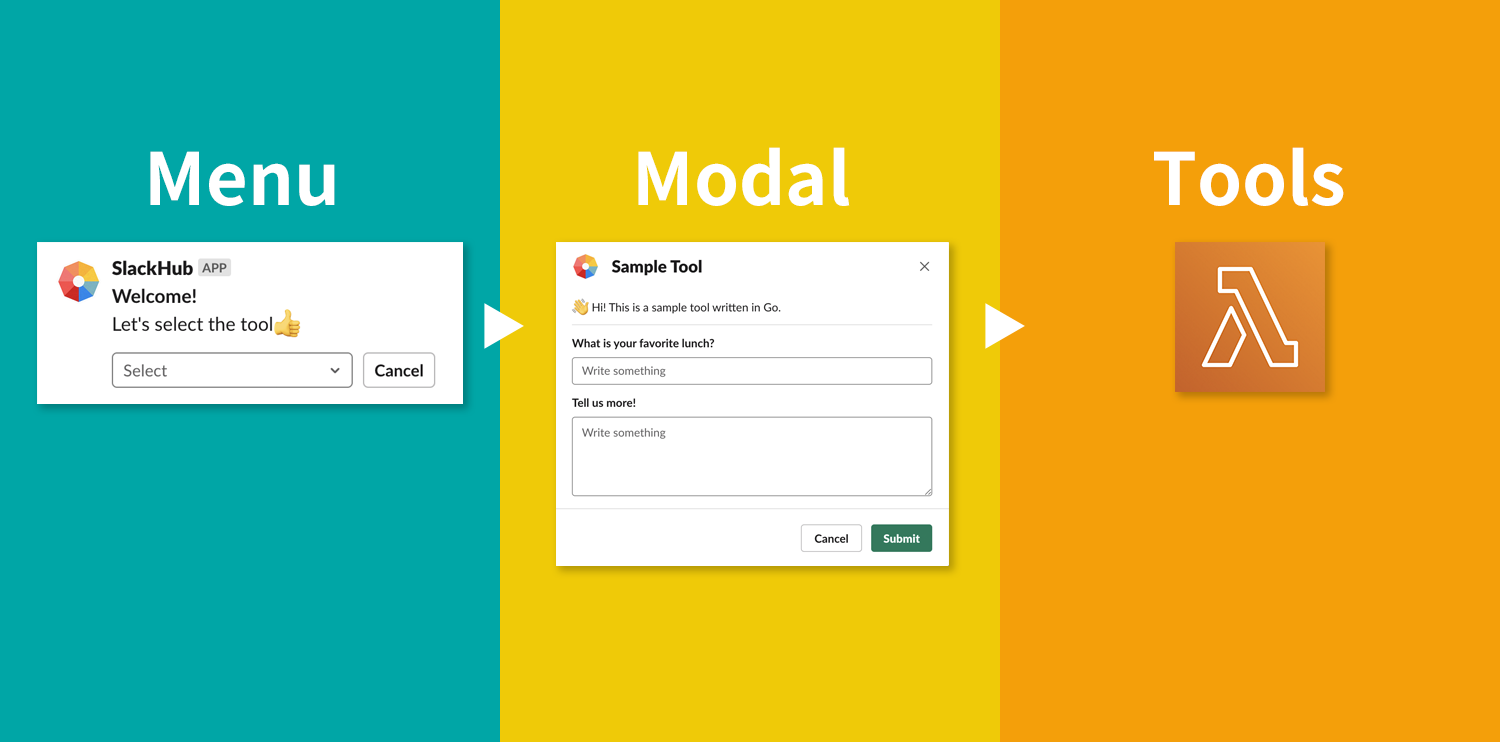 Menu
SlackHub APP
Welcome!
Let's select the tool👍
Select
Cancel
Modal
Sample Tool
👋 Hi! This is a sample tool written in Go.
What is your favorite lunch?
Write something
Tell us more!
Write something
Cancel
Submit
Tools